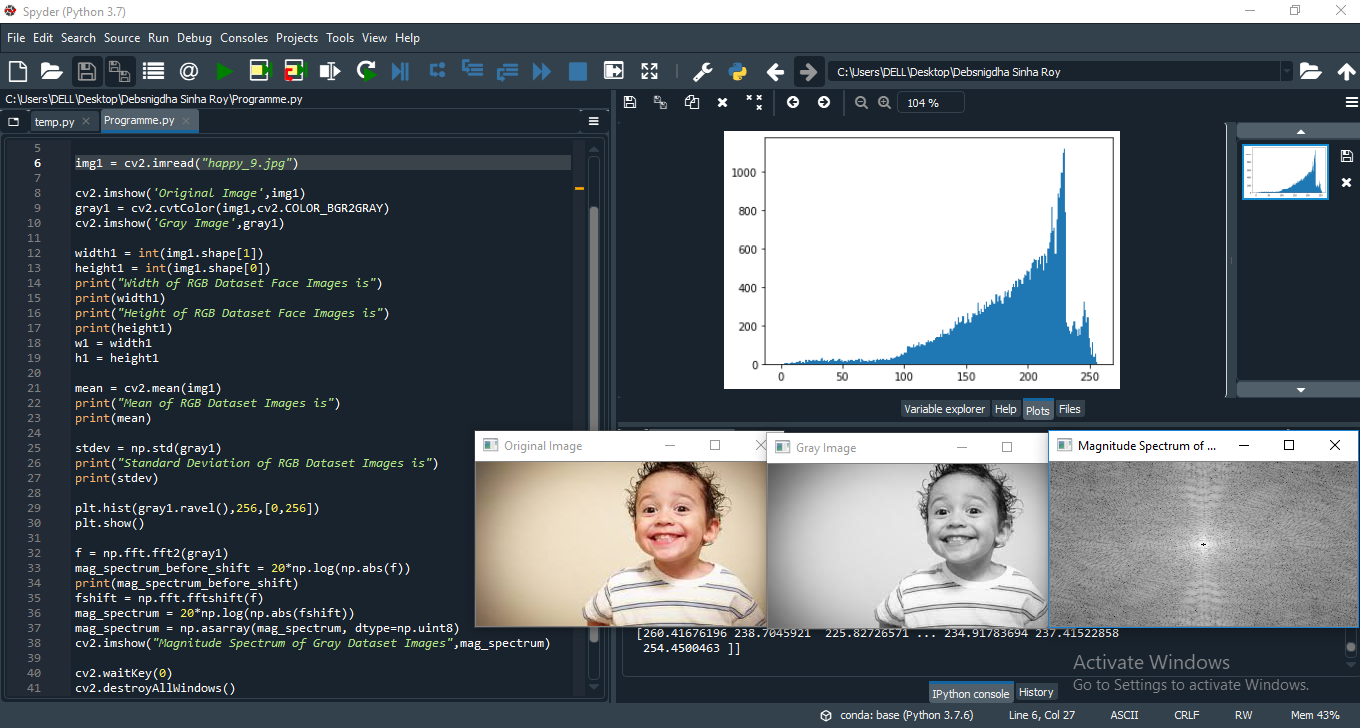 Spyder (Python 3.7)
File Edit Search Source Run Debug Consoles Projects Tools View Help
C:\Users\DELL\Desktop\Debsnigdha Sinha Roy
C:\Users\DELL\Desktop\Debsnigdha Sinha Roy\Programme.py
temp.py
Programme.py
5
6 img1 = cv2.imread("happy_9.jpg")
7
8 cv2.imshow('Original Image',img1)
9 gray1 = cv2.cvtColor(img1,cv2.COLOR_BGR2GRAY)
10 cv2.imshow('Gray Image',gray1)
11
12 width1 = int(img1.shape[1])
13 height1 = int(img1.shape[0])
14 print("Width of RGB Dataset Face Images is")
15 print(width1)
16 print("Height of RGB Dataset Face Images is")
17 print(height1)
18 w1 = width1
19 h1 = height1
20
21 mean = cv2.mean(img1)
22 print("Mean of RGB Dataset Images is")
23 print(mean)
24
25 stdev = np.std(gray1)
26 print("Standard Deviation of RGB Dataset Images is")
27 print(stdev)
28
29 plt.hist(gray1.ravel(),256,[0,256])
30 plt.show()
31
32 f = np.fft.fft2(gray1)
33 mag_spectrum_before_shift = 20*np.log(np.abs(f))
34 print(mag_spectrum_before_shift)
35 fshift = np.fft.fftshift(f)
36 mag_spectrum = 20*np.log(np.abs(fshift))
37 mag_spectrum = np.asarray(mag_spectrum, dtype=np.uint8)
38 cv2.imshow("Magnitude Spectrum of Gray Dataset Images",mag_spectrum)
39
40 cv2.waitKey(0)
41 cv2.destroyAllWindows()
104 %
1000
800
600
400
200
0
0 50 100 150 200 250
Variable explorer Help Plots Files
Original Image
Gray Image
Magnitude Spectrum of ...
[260.41676196 238.7045921 225.82726571 ... 234.91783694 237.41522858
254.4500463 ]]
Activate Windows
Go to Settings to activate Windows.
IPython console History
conda: base (Python 3.7.6) Line 6, Col 27 ASCII CRLF RW Mem 43%